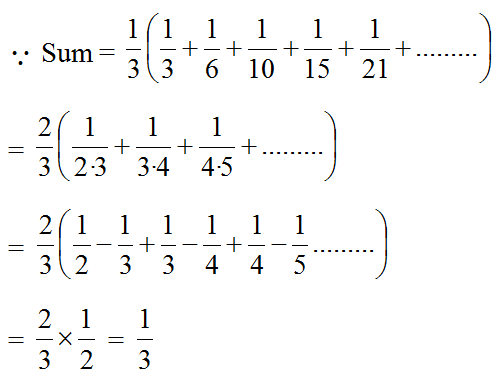 ∵ Sum = 1/3(1/3 + 1/6 + 1/10 + 1/15 + 1/21 + .........)
= 2/3(1/2·3 + 1/3·4 + 1/4·5 + .........)
= 2/3(1/2 − 1/3 + 1/3 − 1/4 + 1/4 − 1/5 .........)
= 2/3 × 1/2 = 1/3